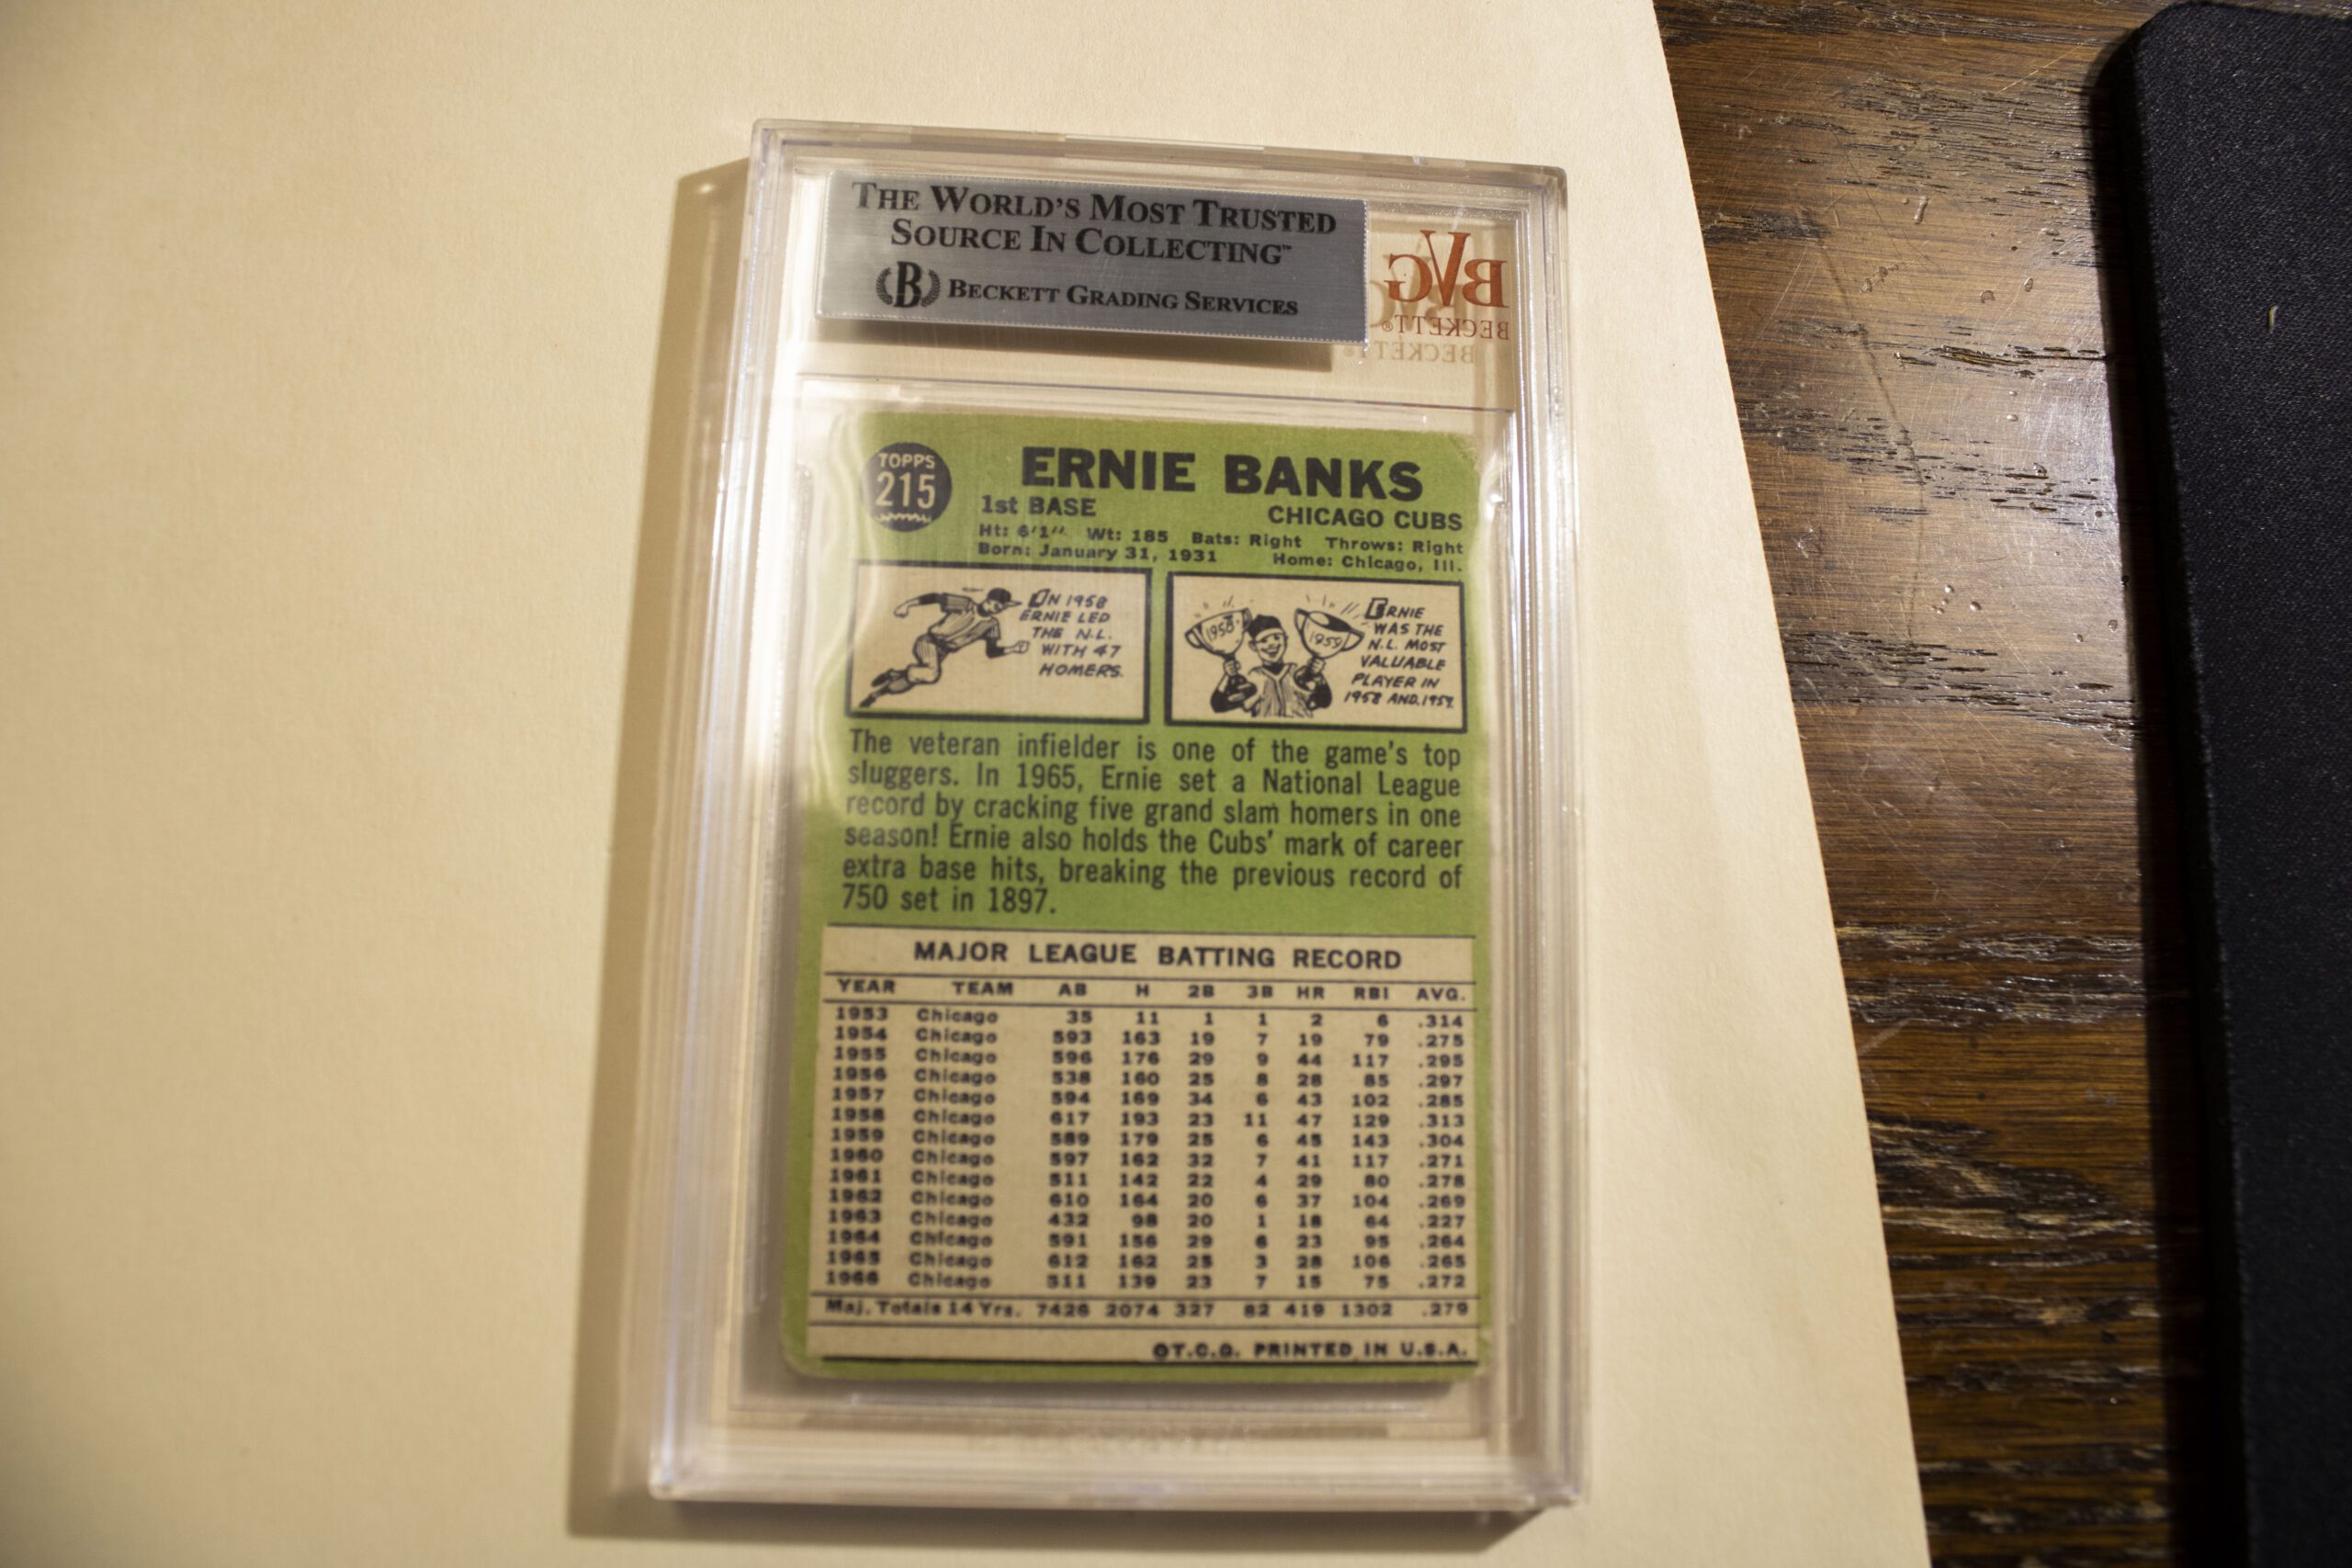 THE WORLD'S MOST TRUSTED
SOURCE IN COLLECTING™
B BECKETT GRADING SERVICES
BVG
BECKETT®
TOPPS
215
ERNIE BANKS
1st BASE CHICAGO CUBS
Ht: 6'1" Wt: 185 Bats: Right Throws: Right
Born: January 31, 1931 Home: Chicago, Ill.
IN 1958
ERNIE LED
THE N.L.
WITH 47
HOMERS.
1958
1959
ERNIE
WAS THE
N.L. MOST
VALUABLE
PLAYER IN
1958 AND 1959.
The veteran infielder is one of the game's top
sluggers. In 1965, Ernie set a National League
record by cracking five grand slam homers in one
season! Ernie also holds the Cubs' mark of career
extra base hits, breaking the previous record of
750 set in 1897.
MAJOR LEAGUE BATTING RECORD
YEAR TEAM AB H 2B 3B HR RBI AVG.
1953 Chicago 35 11 1 1 2 6 .314
1954 Chicago 593 163 19 7 19 79 .275
1955 Chicago 596 176 29 9 44 117 .295
1956 Chicago 538 160 25 8 28 85 .297
1957 Chicago 594 169 34 6 43 102 .285
1958 Chicago 617 193 23 11 47 129 .313
1959 Chicago 589 179 25 6 45 143 .304
1960 Chicago 597 162 32 7 41 117 .271
1961 Chicago 511 142 22 4 29 80 .278
1962 Chicago 610 164 20 6 37 104 .269
1963 Chicago 432 98 20 1 18 64 .227
1964 Chicago 591 156 29 6 23 95 .264
1965 Chicago 612 162 25 3 28 106 .265
1966 Chicago 511 139 23 7 15 75 .272
Maj. Totals 14 Yrs. 7426 2074 327 82 419 1302 .279
©T.C.G. PRINTED IN U.S.A.